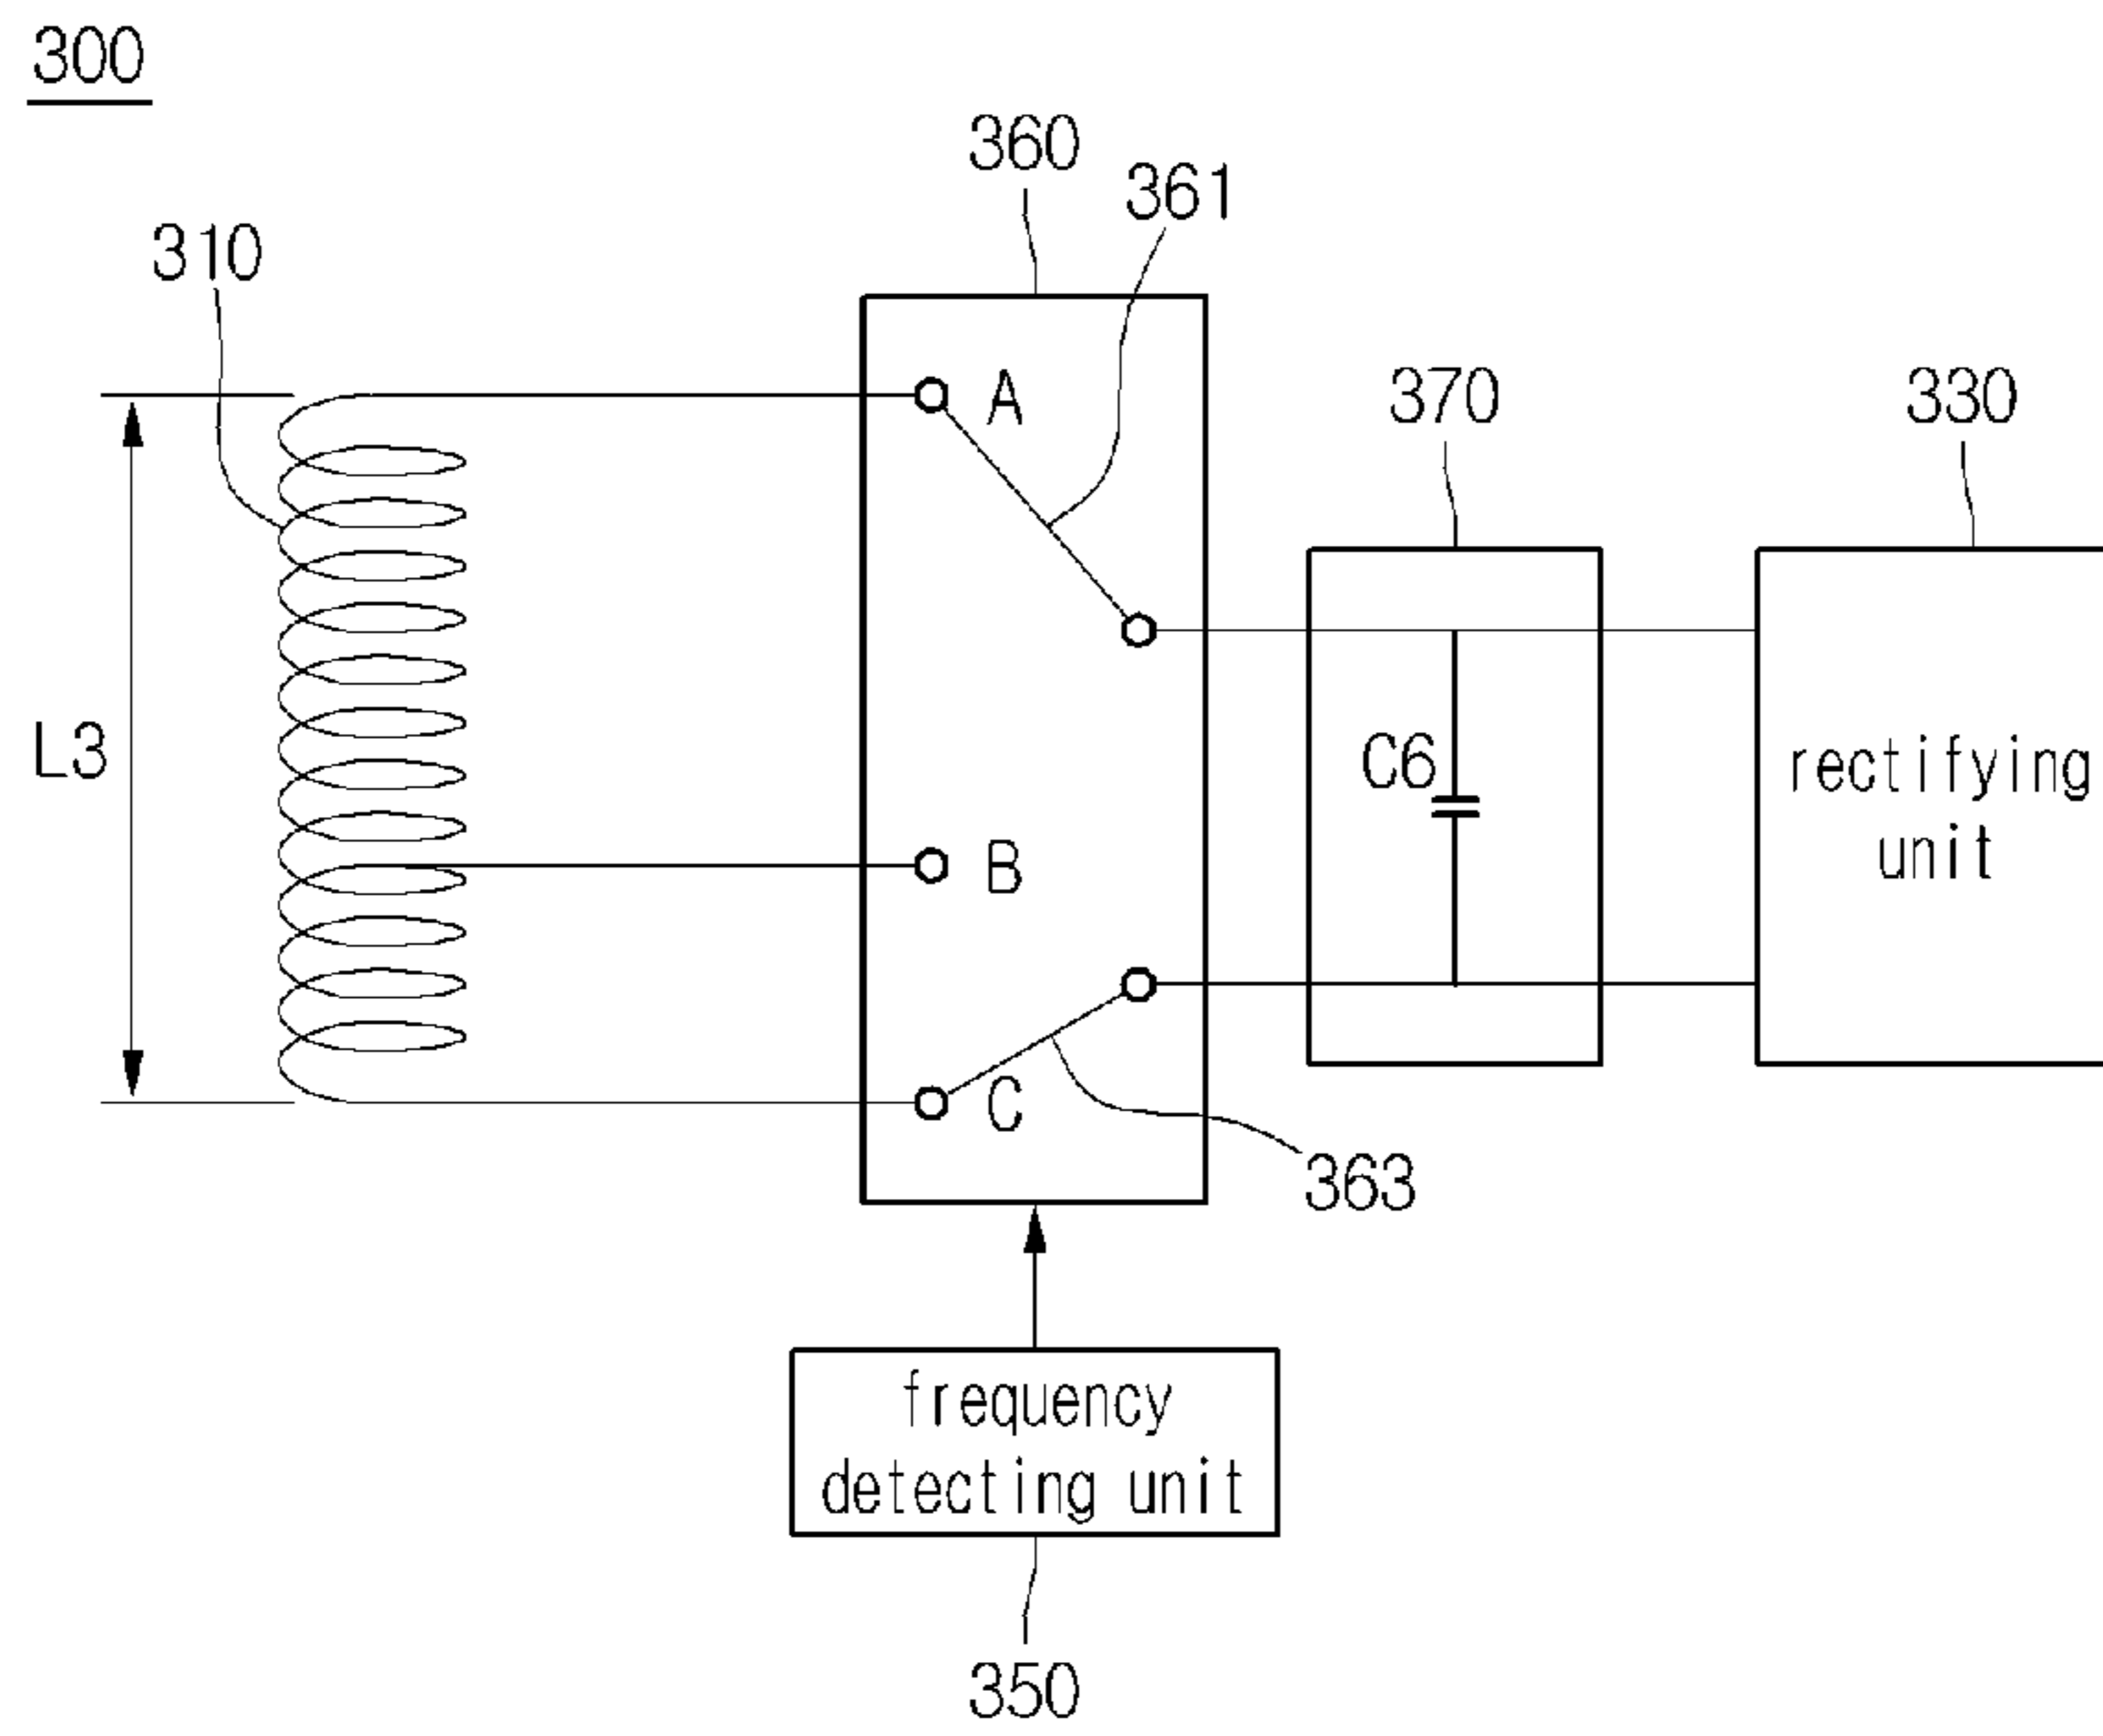 300
360
361
310
A
370
330
L3
C6
rectifying
unit
B
C
363
frequency
detecting unit
350